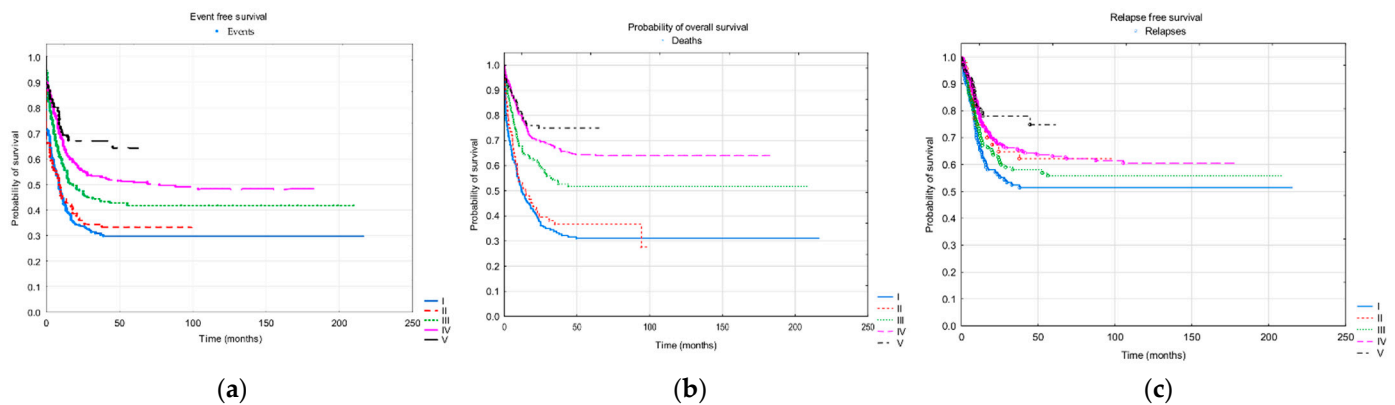 Event free survival
Events
Probability of survival
1.0
0.9
0.8
0.7
0.6
0.5
0.4
0.3
0.2
0.1
0.0
0 50 100 150 200 250
Time (months)
I
II
III
IV
V
(a)
Probability of overall survival
Deaths
Probability of survival
1.0
0.9
0.8
0.7
0.6
0.5
0.4
0.3
0.2
0.1
0.0
0 50 100 150 200 250
Time (months)
I
II
III
IV
V
(b)
Relapse free survival
Relapses
Probability of survival
1.0
0.9
0.8
0.7
0.6
0.5
0.4
0.3
0.2
0.1
0.0
0 50 100 150 200 250
Time (months)
I
II
III
IV
V
(c)